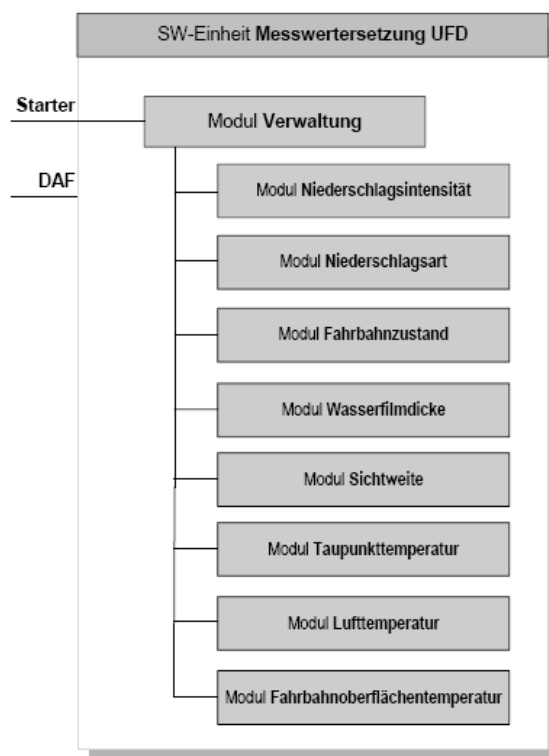 SW-Einheit Messwertersetzung UFD
Starter
Modul Verwaltung
DAF
Modul Niederschlagsintensität
Modul Niederschlagsart
Modul Fahrbahnzustand
Modul Wasserfilmdicke
Modul Sichtweite
Modul Taupunkttemperatur
Modul Lufttemperatur
Modul Fahrbahnoberflächentemperatur